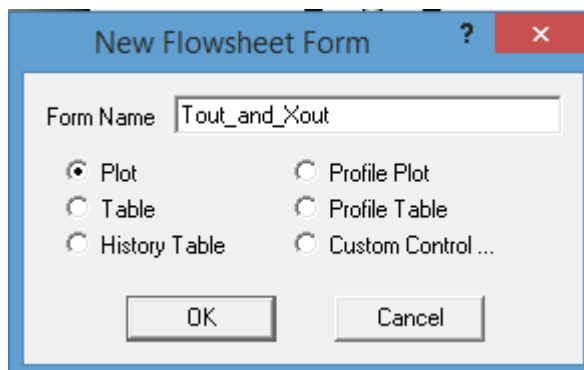 New Flowsheet Form ?
Form Name Tout_and_Xout
Plot Profile Plot
Table Profile Table
History Table Custom Control ...
OK Cancel